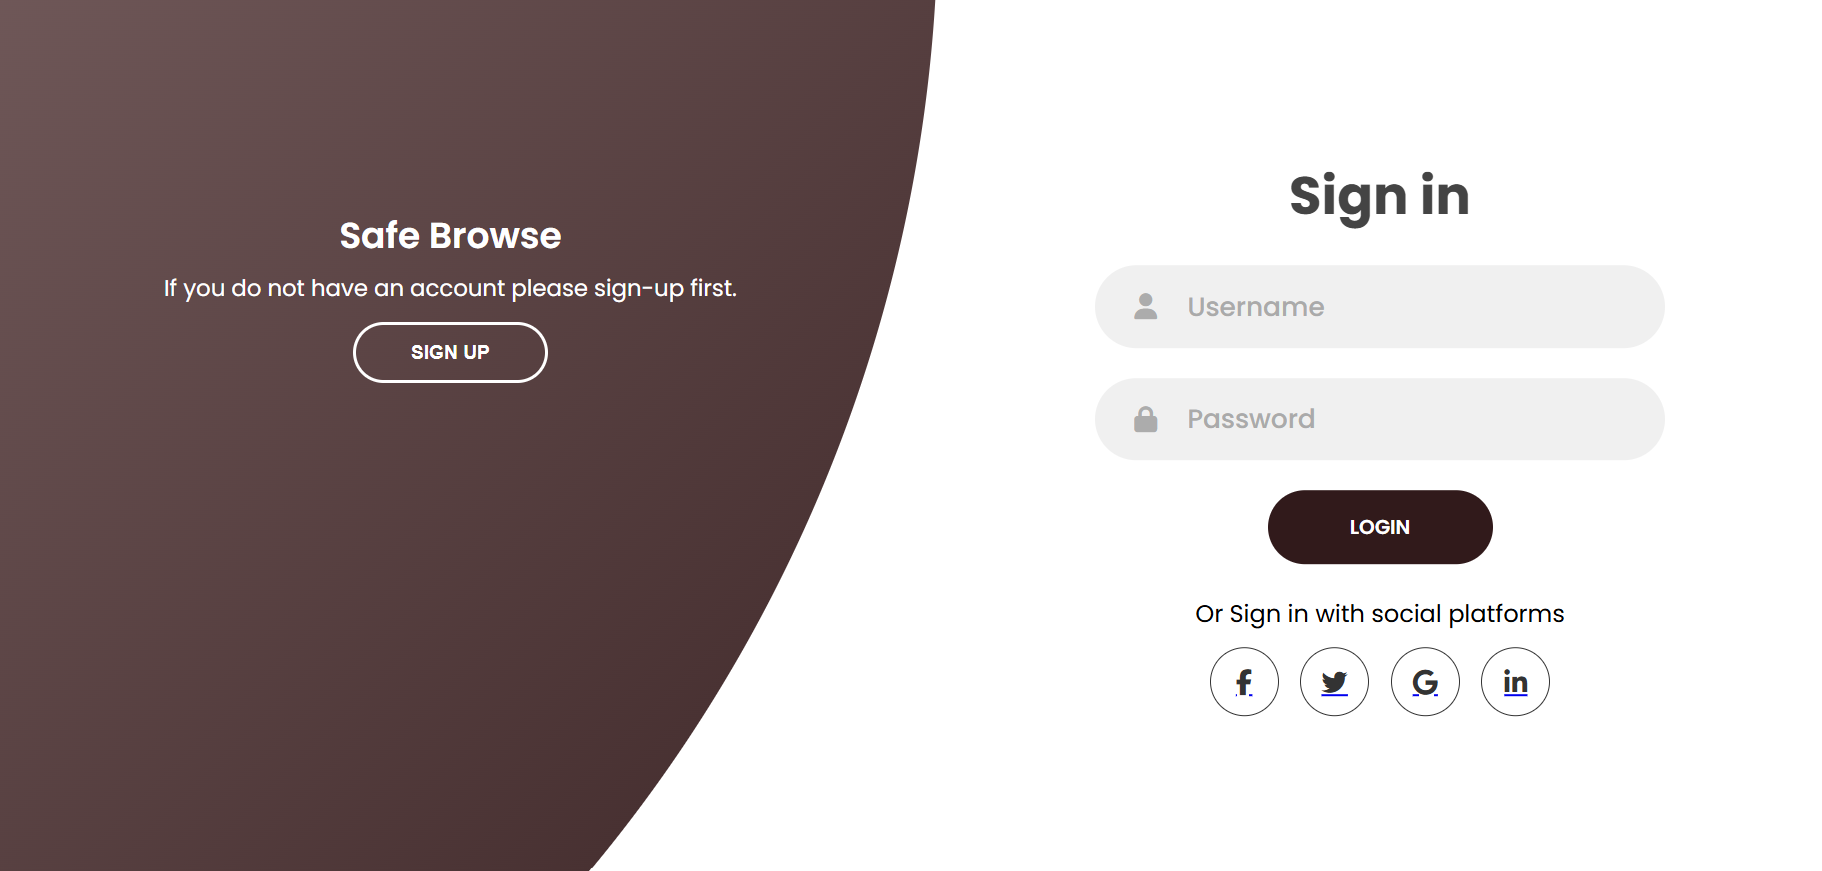 Safe Browse
If you do not have an account please sign-up first.
SIGN UP
Sign in
Username
Password
LOGIN
Or Sign in with social platforms